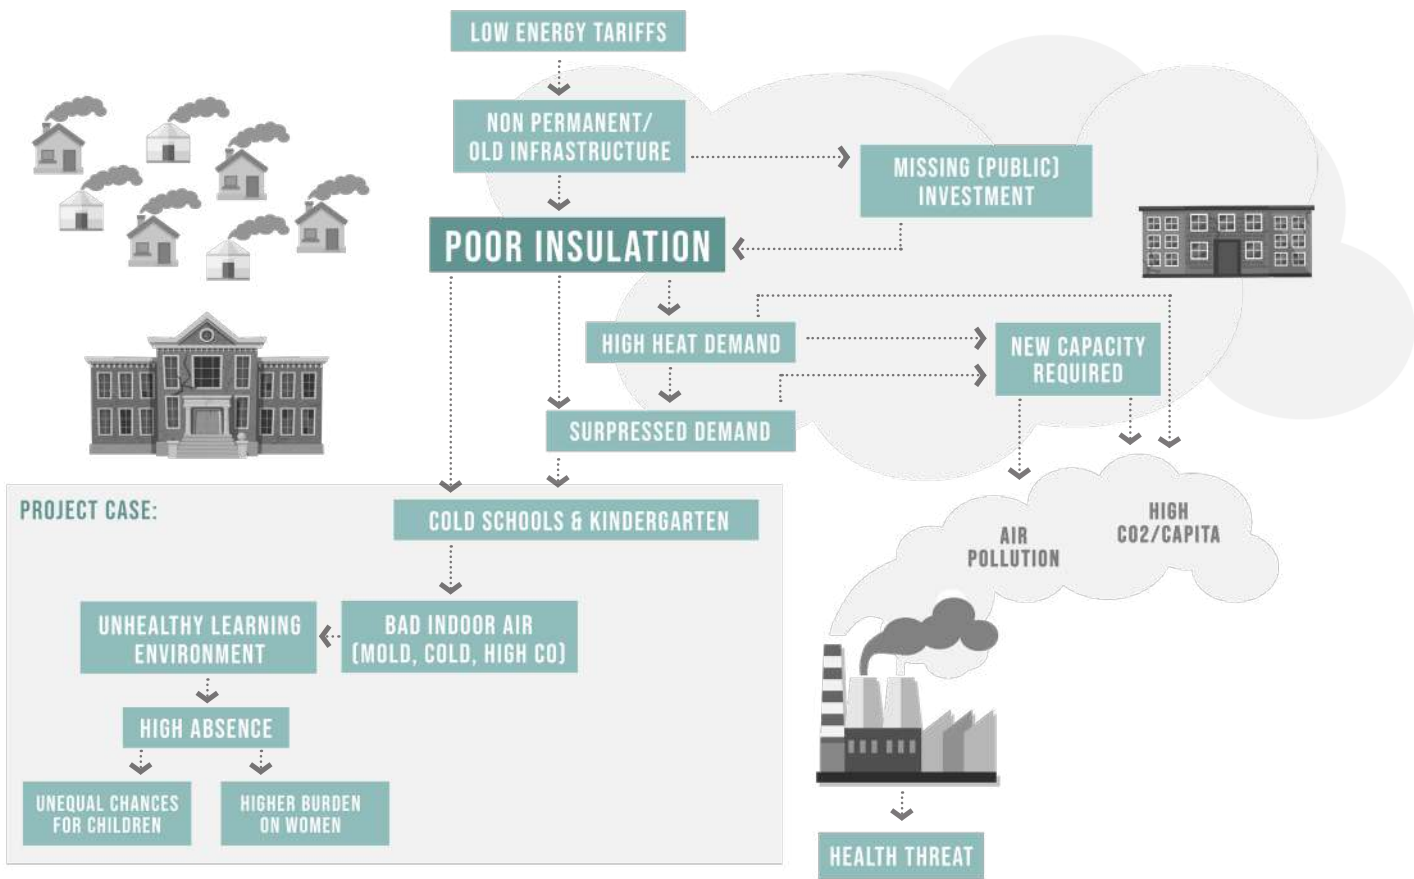 LOW ENERGY TARIFFS
NON PERMANENT/
OLD INFRASTRUCTURE
MISSING (PUBLIC)
INVESTMENT
POOR INSULATION
HIGH HEAT DEMAND
NEW CAPACITY
REQUIRED
SURPRESSED DEMAND
PROJECT CASE:
COLD SCHOOLS & KINDERGARTEN
AIR
POLLUTION
HIGH
CO2/CAPITA
UNHEALTHY LEARNING
ENVIRONMENT
BAD INDOOR AIR
(MOLD, COLD, HIGH CO)
HIGH ABSENCE
UNEQUAL CHANCES
FOR CHILDREN
HIGHER BURDEN
ON WOMEN
HEALTH THREAT